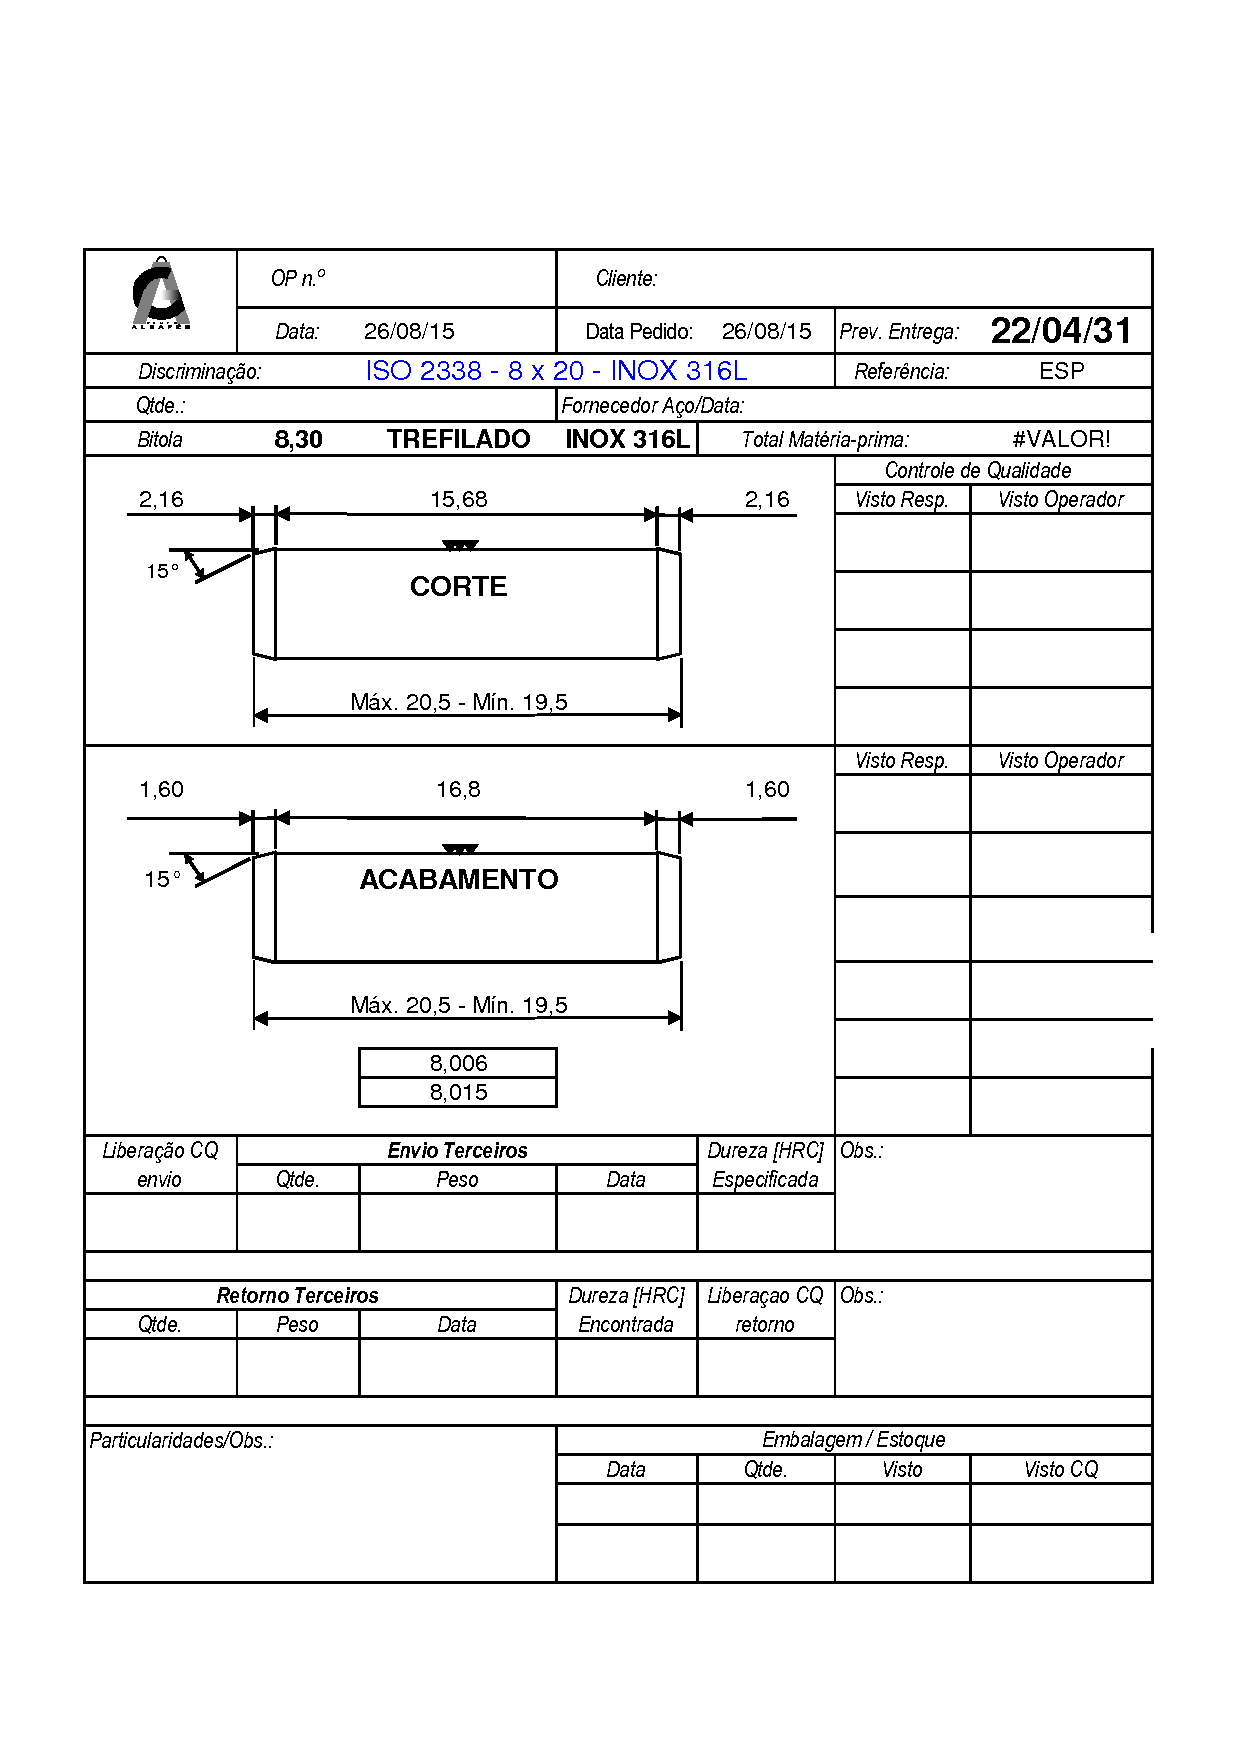 ALBAPEE
OP n.º Cliente:
Data: 26/08/15 Data Pedido: 26/08/15 Prev. Entrega: 22/04/31
Discriminação: ISO 2338 - 8 x 20 - INOX 316L Referência: ESP
Qtde.: Fornecedor Aço/Data:
Bitola 8,30 TREFILADO INOX 316L Total Matéria-prima: #VALOR!
Controle de Qualidade
2,16 15,68 2,16 Visto Resp. Visto Operador
15°
CORTE
Máx. 20,5 - Mín. 19,5
Visto Resp. Visto Operador
1,60 16,8 1,60
15°
ACABAMENTO
Máx. 20,5 - Mín. 19,5
8,006
8,015
Liberação CQ Envio Terceiros Dureza [HRC] Obs.:
envio Qtde. Peso Data Especificada
Retorno Terceiros Dureza [HRC] Liberaçao CQ Obs.:
Qtde. Peso Data Encontrada retorno
Particularidades/Obs.: Embalagem / Estoque
Data Qtde. Visto Visto CQ